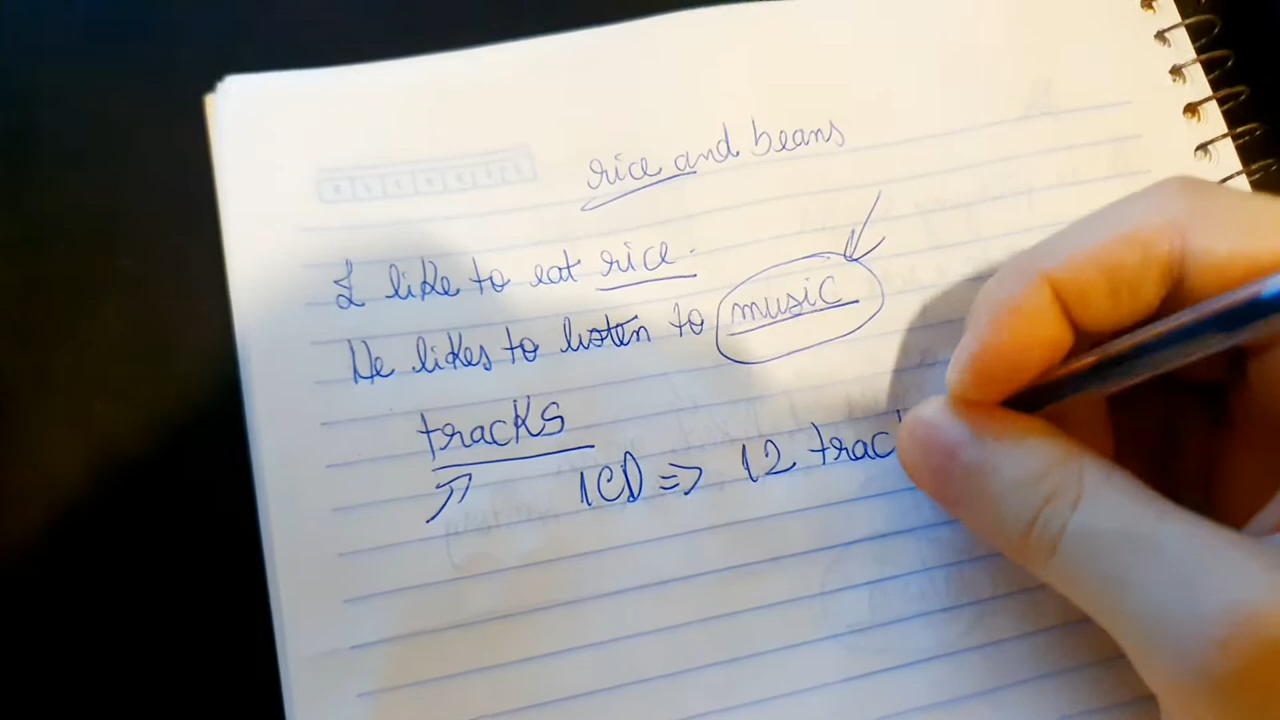 rice and beans
I like to eat rice.
He likes to listen to music
tracks
1CD => 12 trac